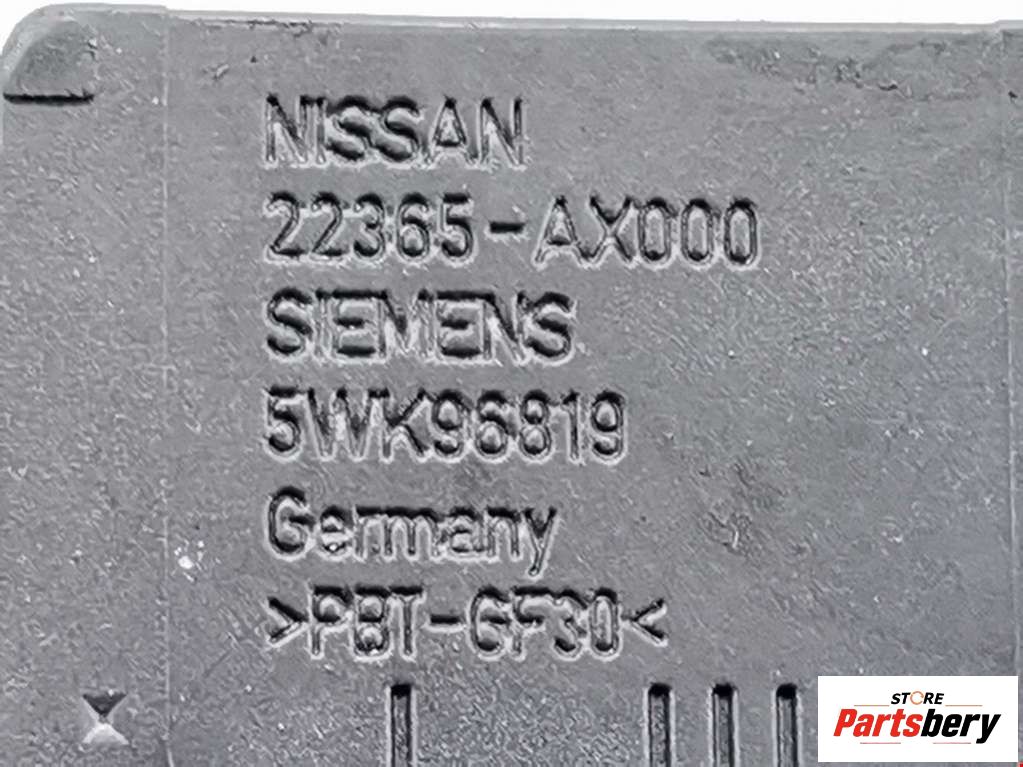 NISSAN
22365-AX000
SIEMENS
5WK96819
Germany
>PBT-GF30<
STORE
Partsbery